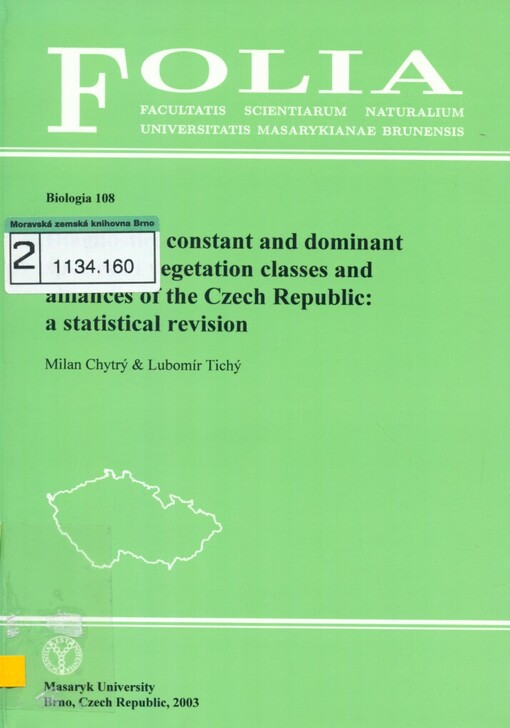 FOLIA
FACULTATIS SCIENTIARUM NATURALIUM
UNIVERSITATIS MASARYKIANAE BRUNENSIS
Biologia 108
Moravská zemská knihovna Brno
2
1134.160
constant and dominant
egetation classes and
alliances of the Czech Republic:
a statistical revision
Milan Chytrý & Lubomír Tichý
Masaryk University
Brno, Czech Republic, 2003